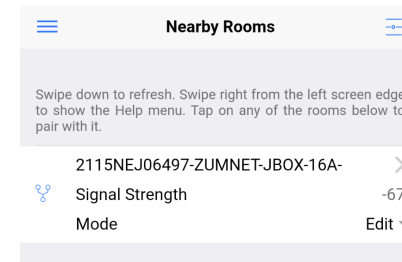 Nearby Rooms
Swipe down to refresh. Swipe right from the left screen edge
to show the Help menu. Tap on any of the rooms below to
pair with it.
2115NEJ06497-ZUMNET-JBOX-16A-
Signal Strength -67
Mode Edit